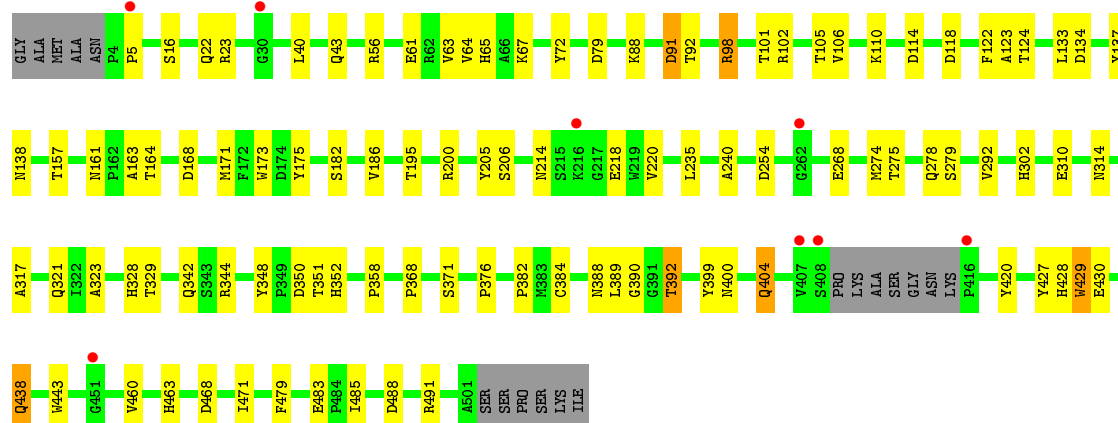 GLY ALA MET ALA ASN P4 P5 S16 Q22 R23 G30 L40 Q43 R56 E61 R62 V63 V64 H65 A66 K67 Y72 D79 K88 D91 T92 R98 T101 R102 T105 V106 K110 D114 D118 F122 A123 T124 L133 D134 Y137
N138 T157 N161 P162 A163 T164 D168 M171 F172 W173 D174 Y175 S182 V186 T195 R200 Y205 S206 N214 S215 K216 G217 E218 W219 V220 L235 A240 D254 G262 E268 M274 T275 Q278 S279 V292 H302 E310 N314
A317 Q321 I322 A323 H328 T329 Q342 S343 R344 Y348 P349 D350 T351 H352 P358 P368 S371 P376 P382 M383 C384 N388 L389 G390 G391 T392 Y399 N400 Q404 V407 S408 PRO LYS ALA SER GLY ASN LYS P416 Y420 Y427 H428 W429 E430
Q438 W443 G451 V460 H463 D468 I471 F479 E483 P484 I485 D488 R491 A501 SER SER PRO SER LYS ILE